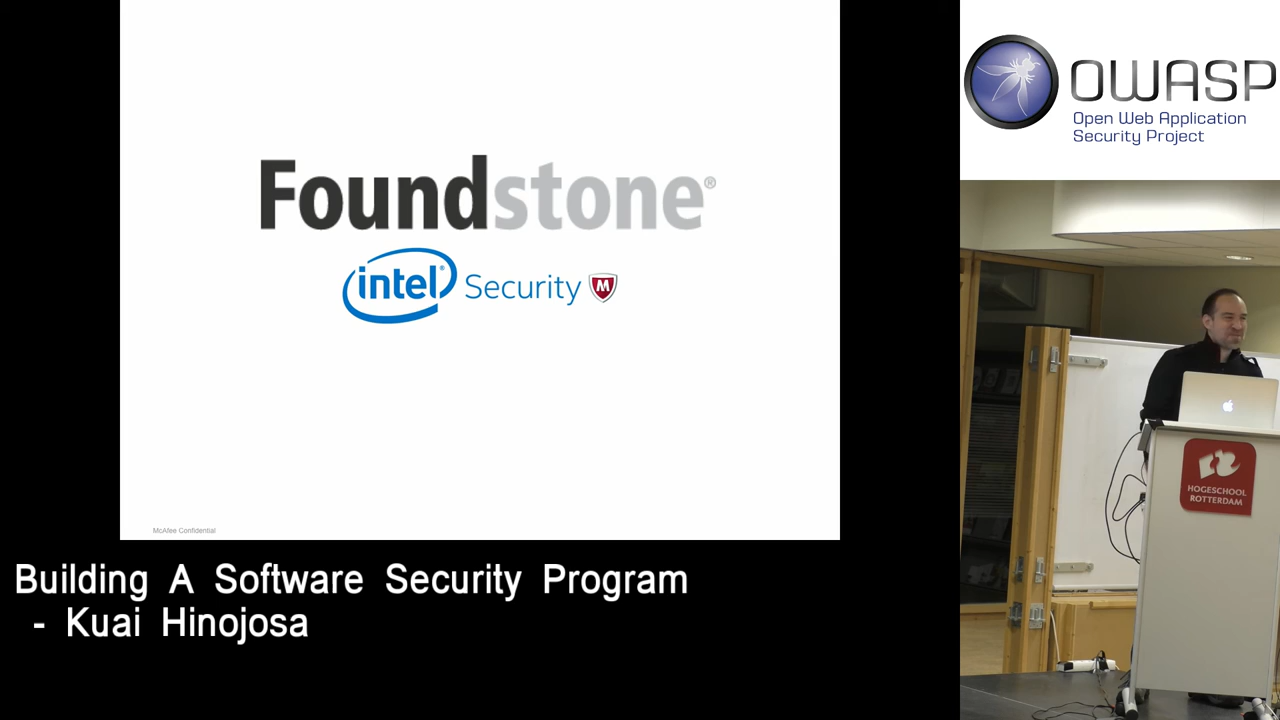 Foundstone®
intel® Security M
McAfee Confidential
Building A Software Security Program
- Kuai Hinojosa
OWASP
Open Web Application
Security Project
HOGESCHOOL
ROTTERDAM